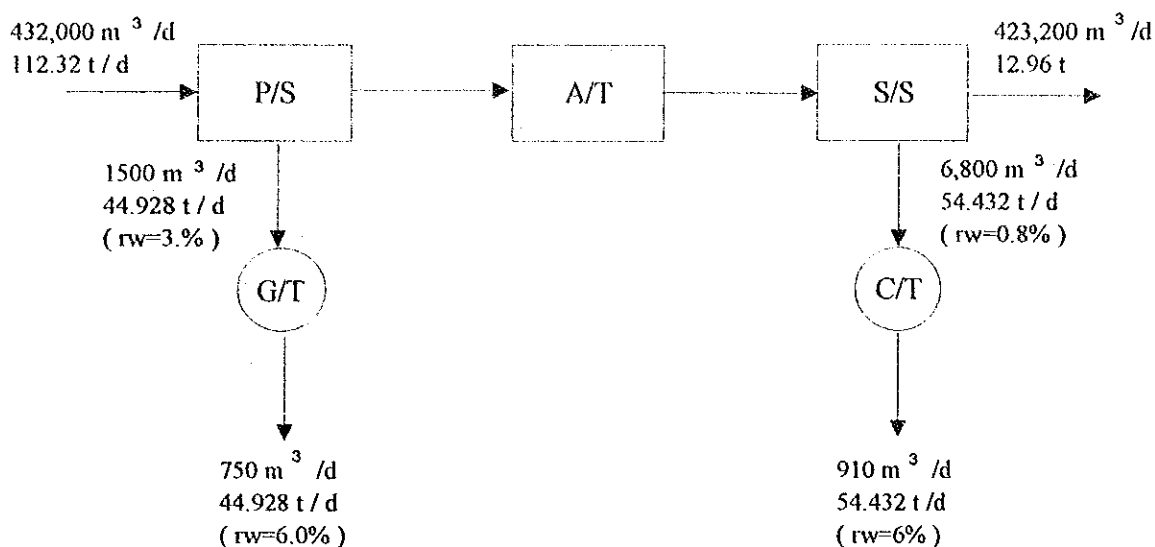 432,000 m ³ /d
112.32 t / d
P/S
A/T
S/S
423,200 m ³ /d
12.96 t
1500 m ³ /d
44.928 t / d
( rw=3.% )
6,800 m ³ /d
54.432 t / d
( rw=0.8% )
G/T
C/T
750 m ³ /d
44.928 t / d
( rw=6.0% )
910 m ³ /d
54.432 t /d
( rw=6% )